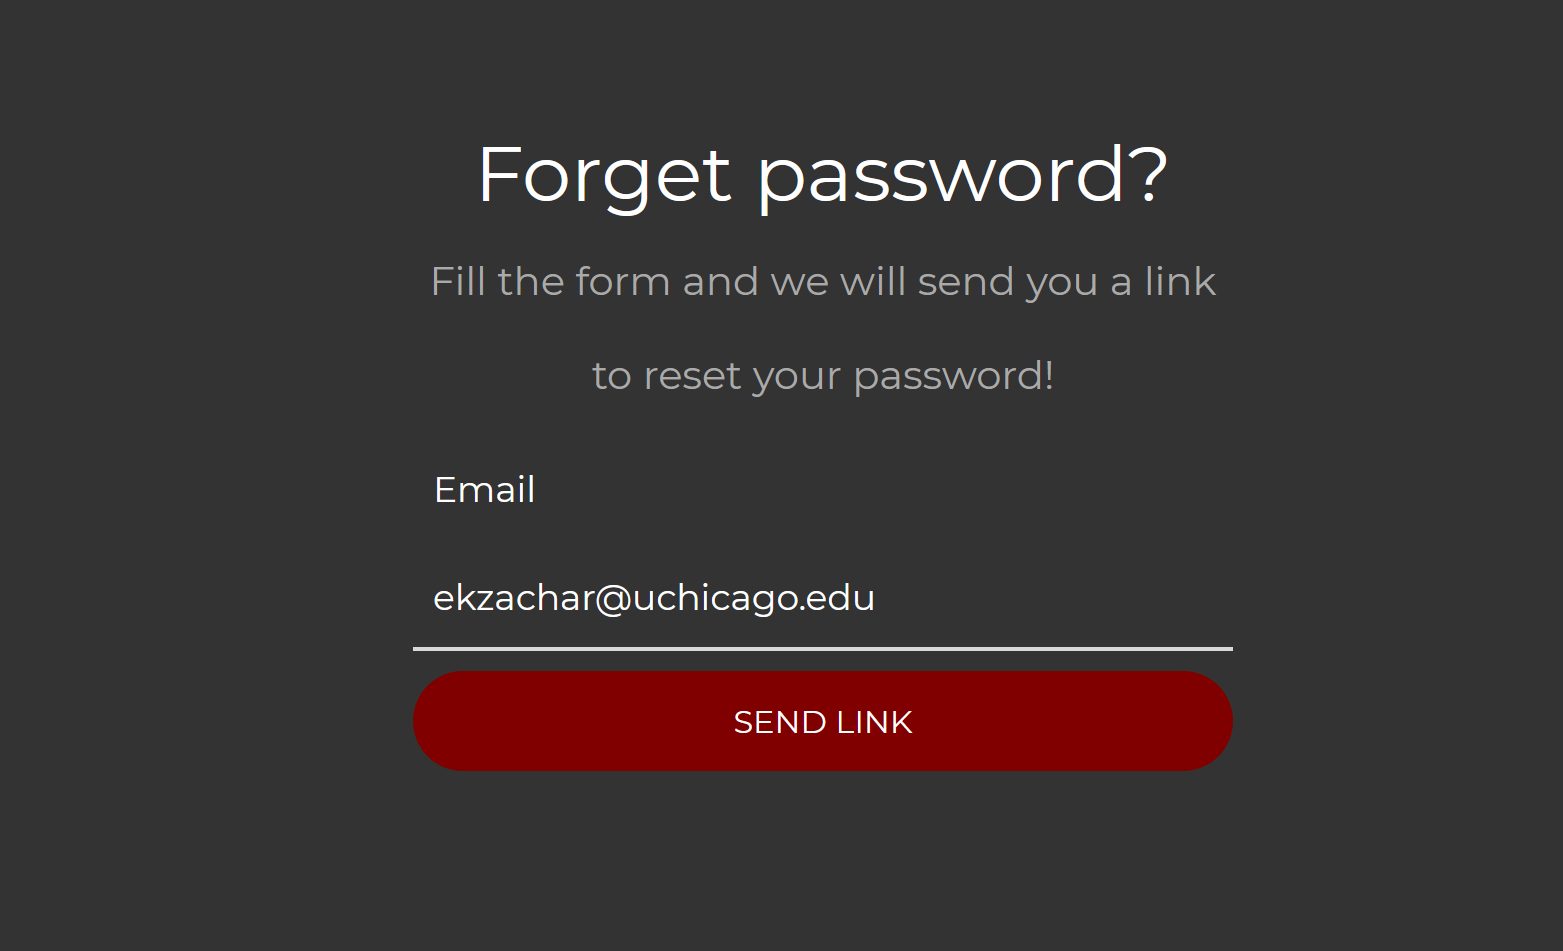 Forget password?
Fill the form and we will send you a link
to reset your password!
Email
ekzachar@uchicago.edu
SEND LINK